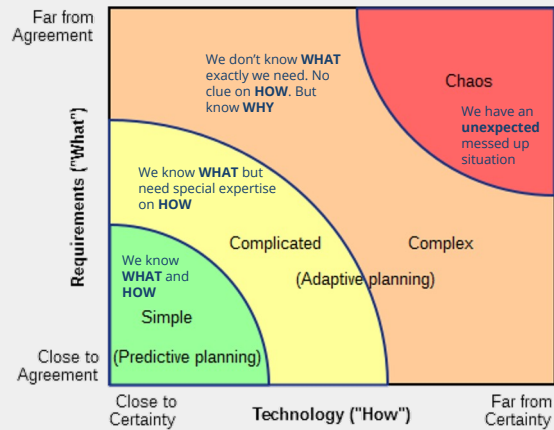 Far from
Agreement
We don't know WHAT
exactly we need. No
clue on HOW. But
know WHY
Chaos
We have an
unexpected
messed up
situation
Requirements ("What")
We know WHAT but
need special expertise
on HOW
Complicated
Complex
(Adaptive planning)
We know
WHAT and
HOW
Simple
(Predictive planning)
Close to
Agreement
Close to
Certainty
Technology ("How")
Far from
Certainty